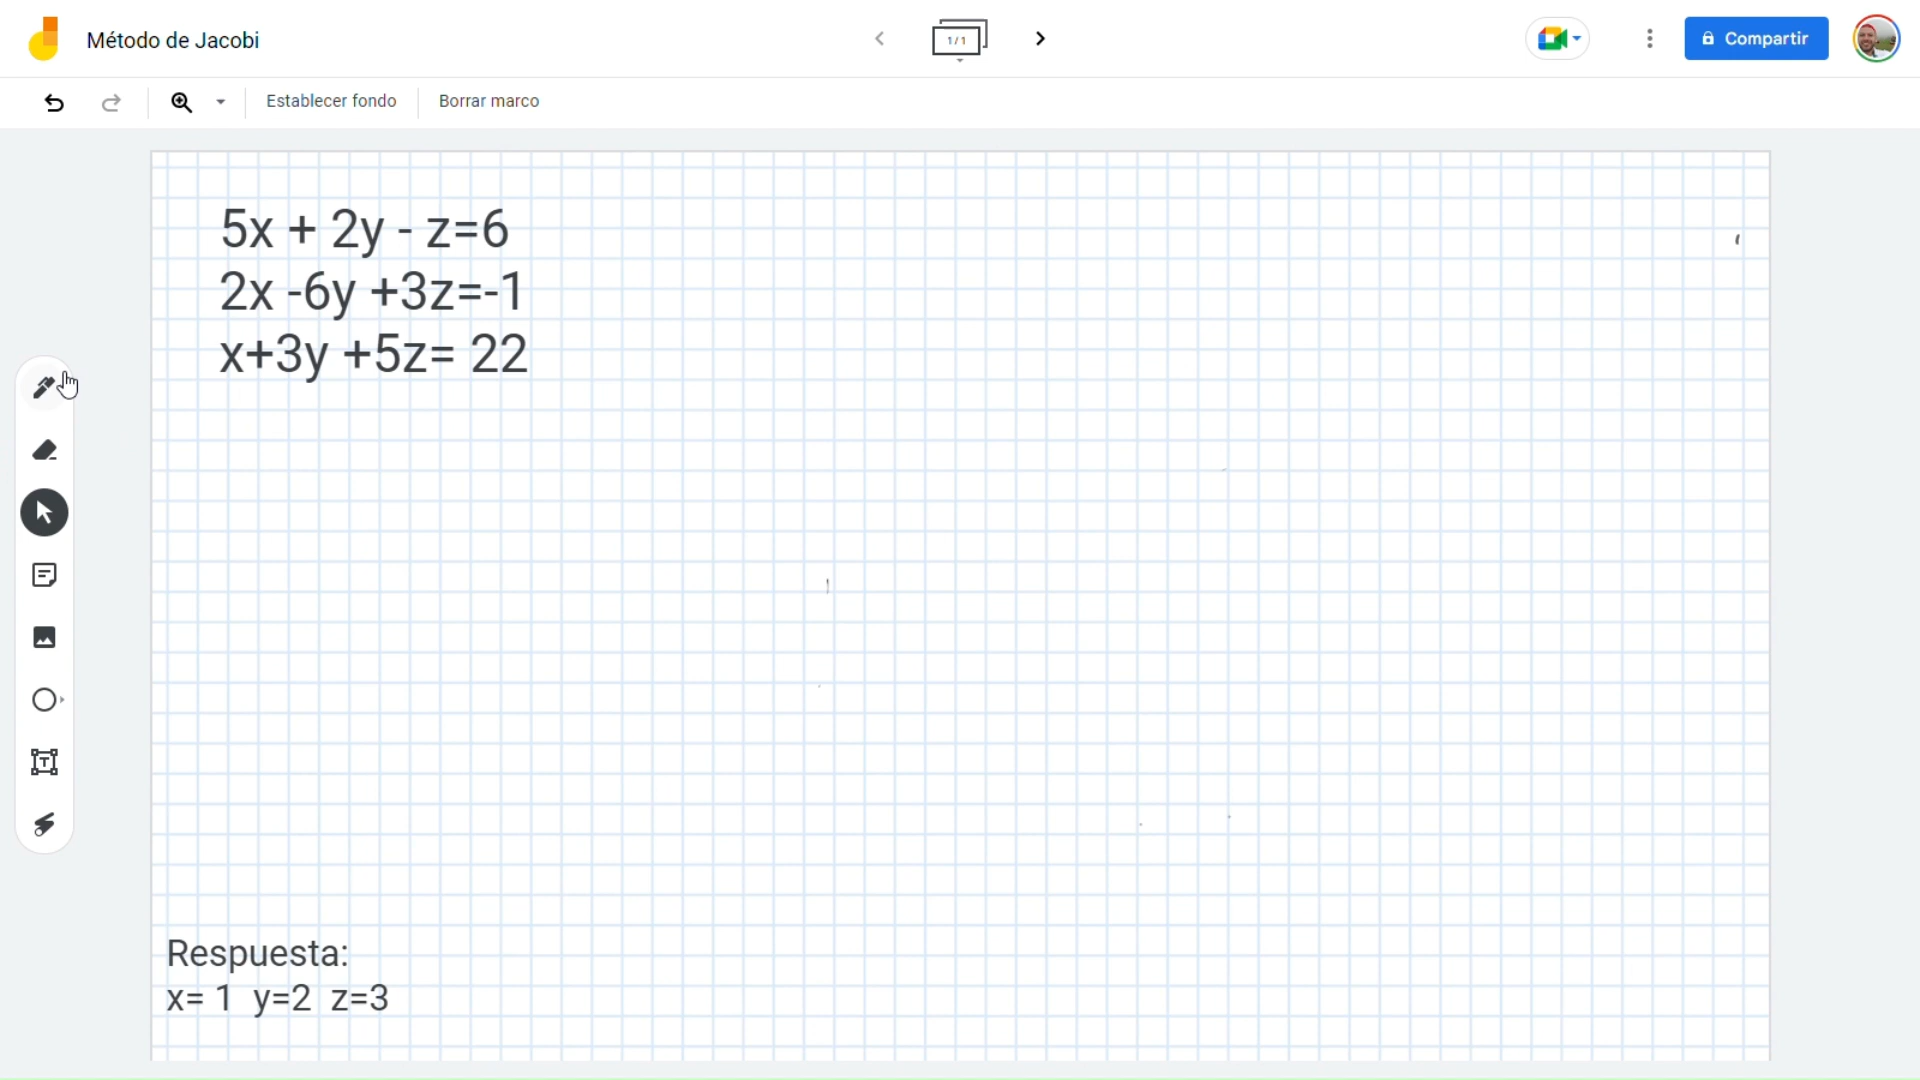 Método de Jacobi
1/1
Compartir
Establecer fondo
Borrar marco
5x + 2y - z=6
2x -6y +3z=-1
x+3y +5z= 22
Respuesta:
x= 1 y=2 z=3